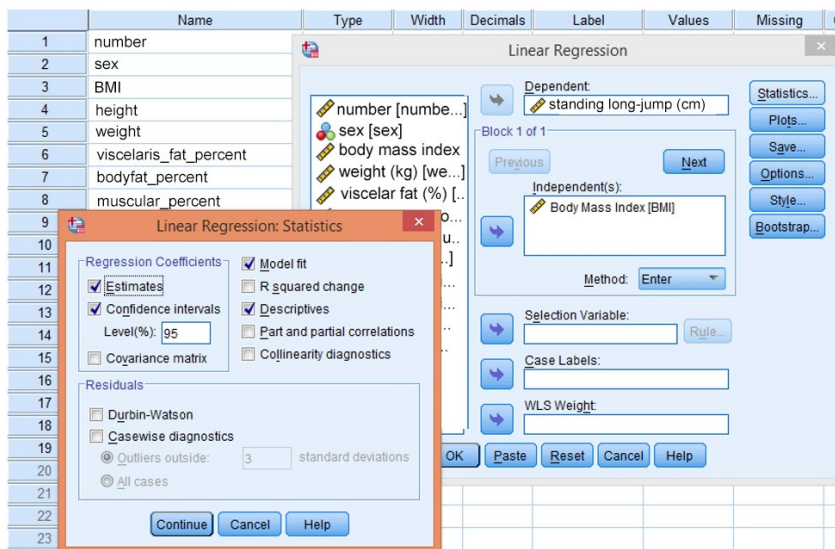 Name Type Width Decimals Label Values Missing
1 number
2 sex
3 BMI
4 height
5 weight
6 viscelaris_fat_percent
7 bodyfat_percent
8 muscular_percent
9
10
11
12
13
14
15
16
17
18
19
20
21
22
23
Linear Regression
number [numbe...]
sex [sex]
body mass index
weight (kg) [we...]
viscelar fat (%) [..
Dependent:
standing long-jump (cm)
Block 1 of 1
Previous Next
Independent(s):
Body Mass Index [BMI]
Method: Enter
Selection Variable:
Rule...
Case Labels:
WLS Weight:
Statistics...
Plots...
Save...
Options...
Style...
Bootstrap...
OK Paste Reset Cancel Help
Linear Regression: Statistics
Regression Coefficients
Estimates
Confidence intervals
Level(%): 95
Covariance matrix
Model fit
R squared change
Descriptives
Part and partial correlations
Collinearity diagnostics
Residuals
Durbin-Watson
Casewise diagnostics
Outliers outside: 3 standard deviations
All cases
Continue Cancel Help